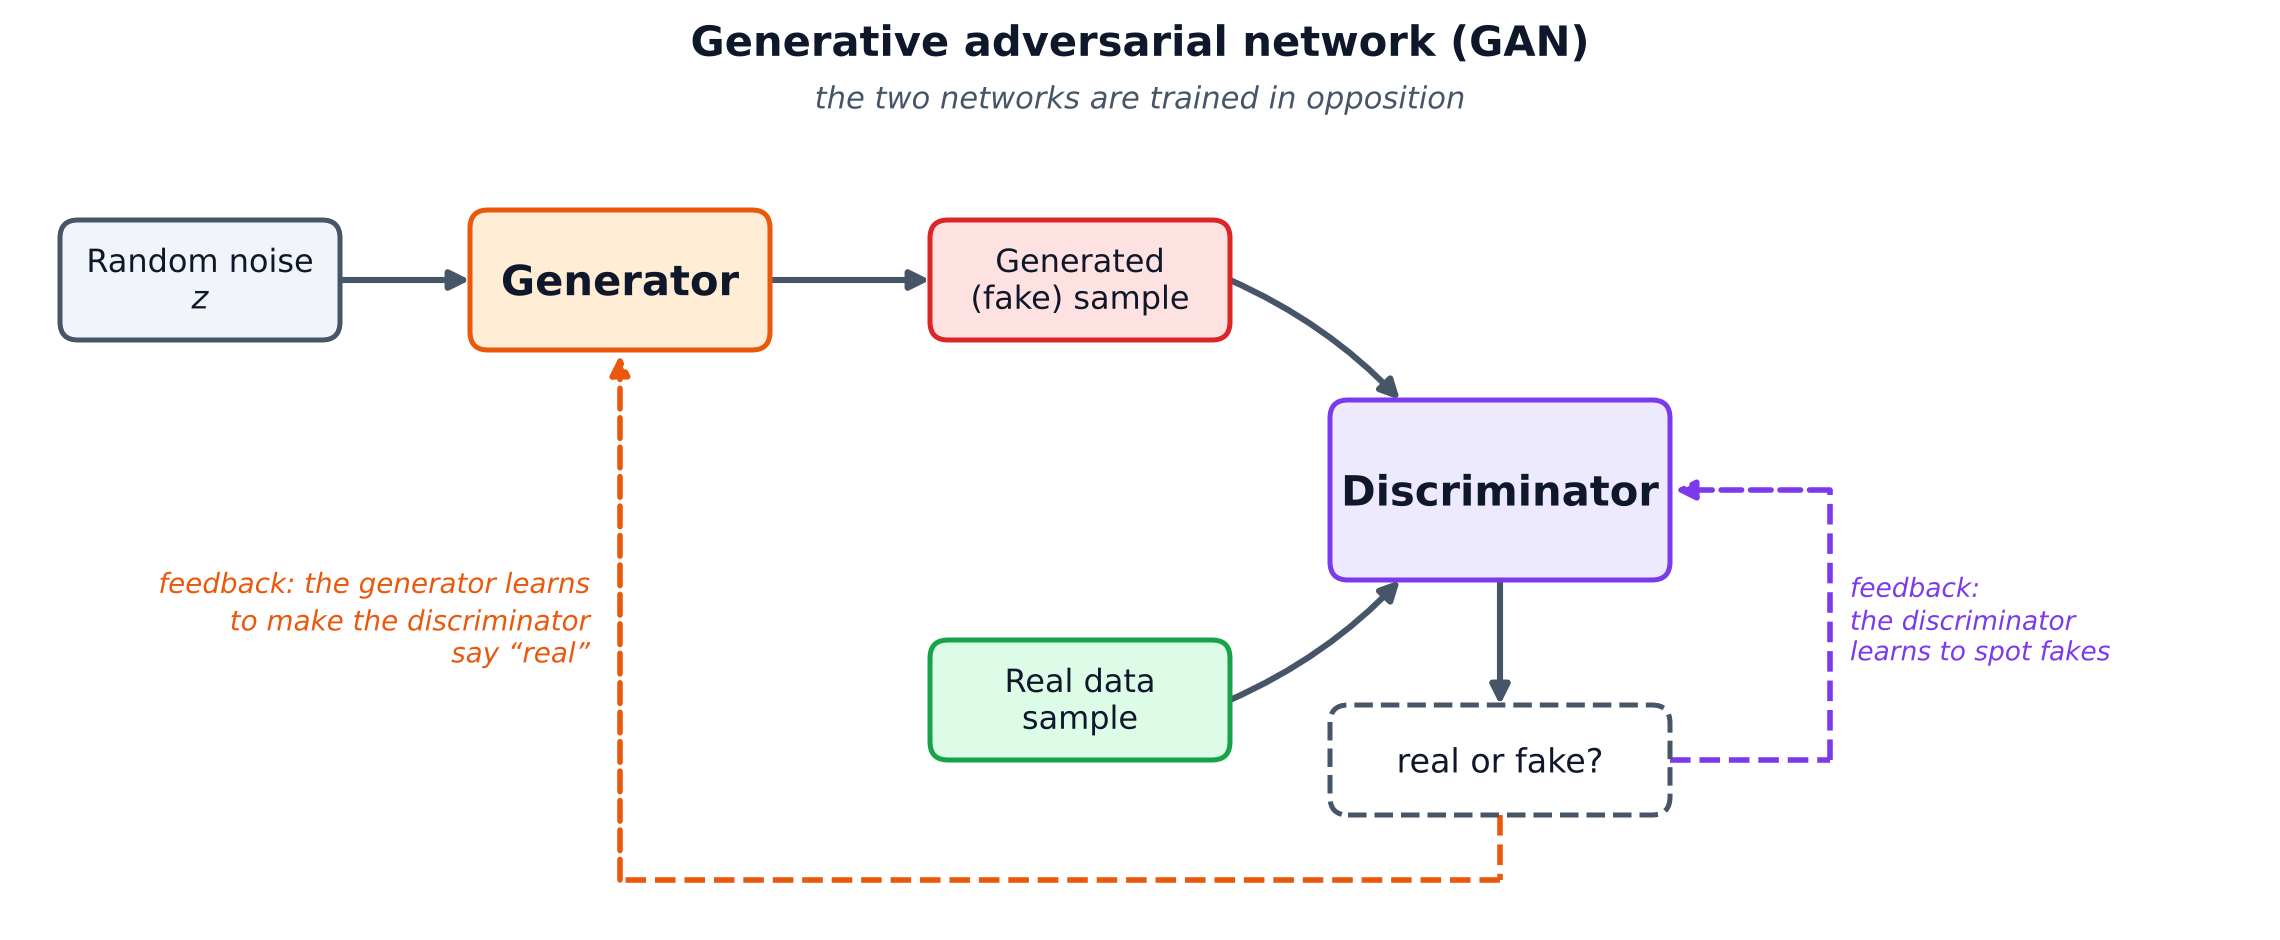 Generative adversarial network (GAN)
the two networks are trained in opposition
Random noise
z
Generator
Generated
(fake) sample
Discriminator
feedback: the generator learns
to make the discriminator
say “real”
feedback:
the discriminator
learns to spot fakes
Real data
sample
real or fake?